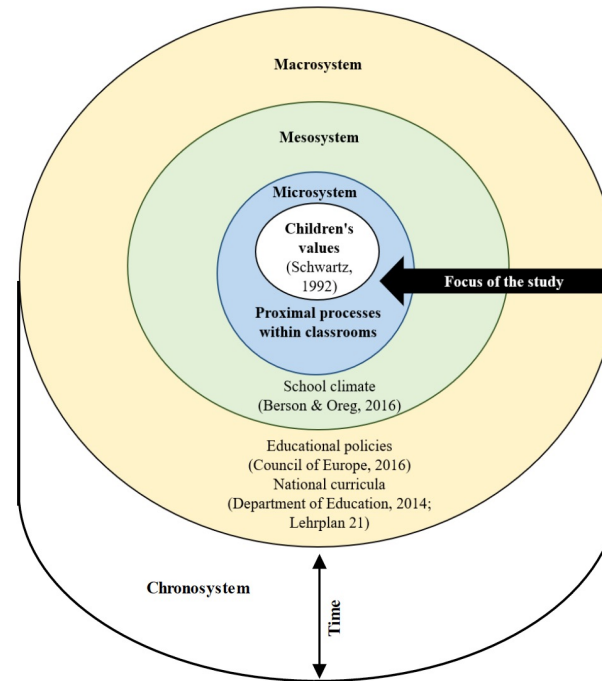 Macrosystem
Mesosystem
Microsystem
Children's
values
(Schwartz,
1992)
Focus of the study
Proximal processes
within classrooms
School climate
(Berson & Oreg, 2016)
Educational policies
(Council of Europe, 2016)
National curricula
(Department of Education, 2014;
Lehrplan 21)
Chronosystem
Time